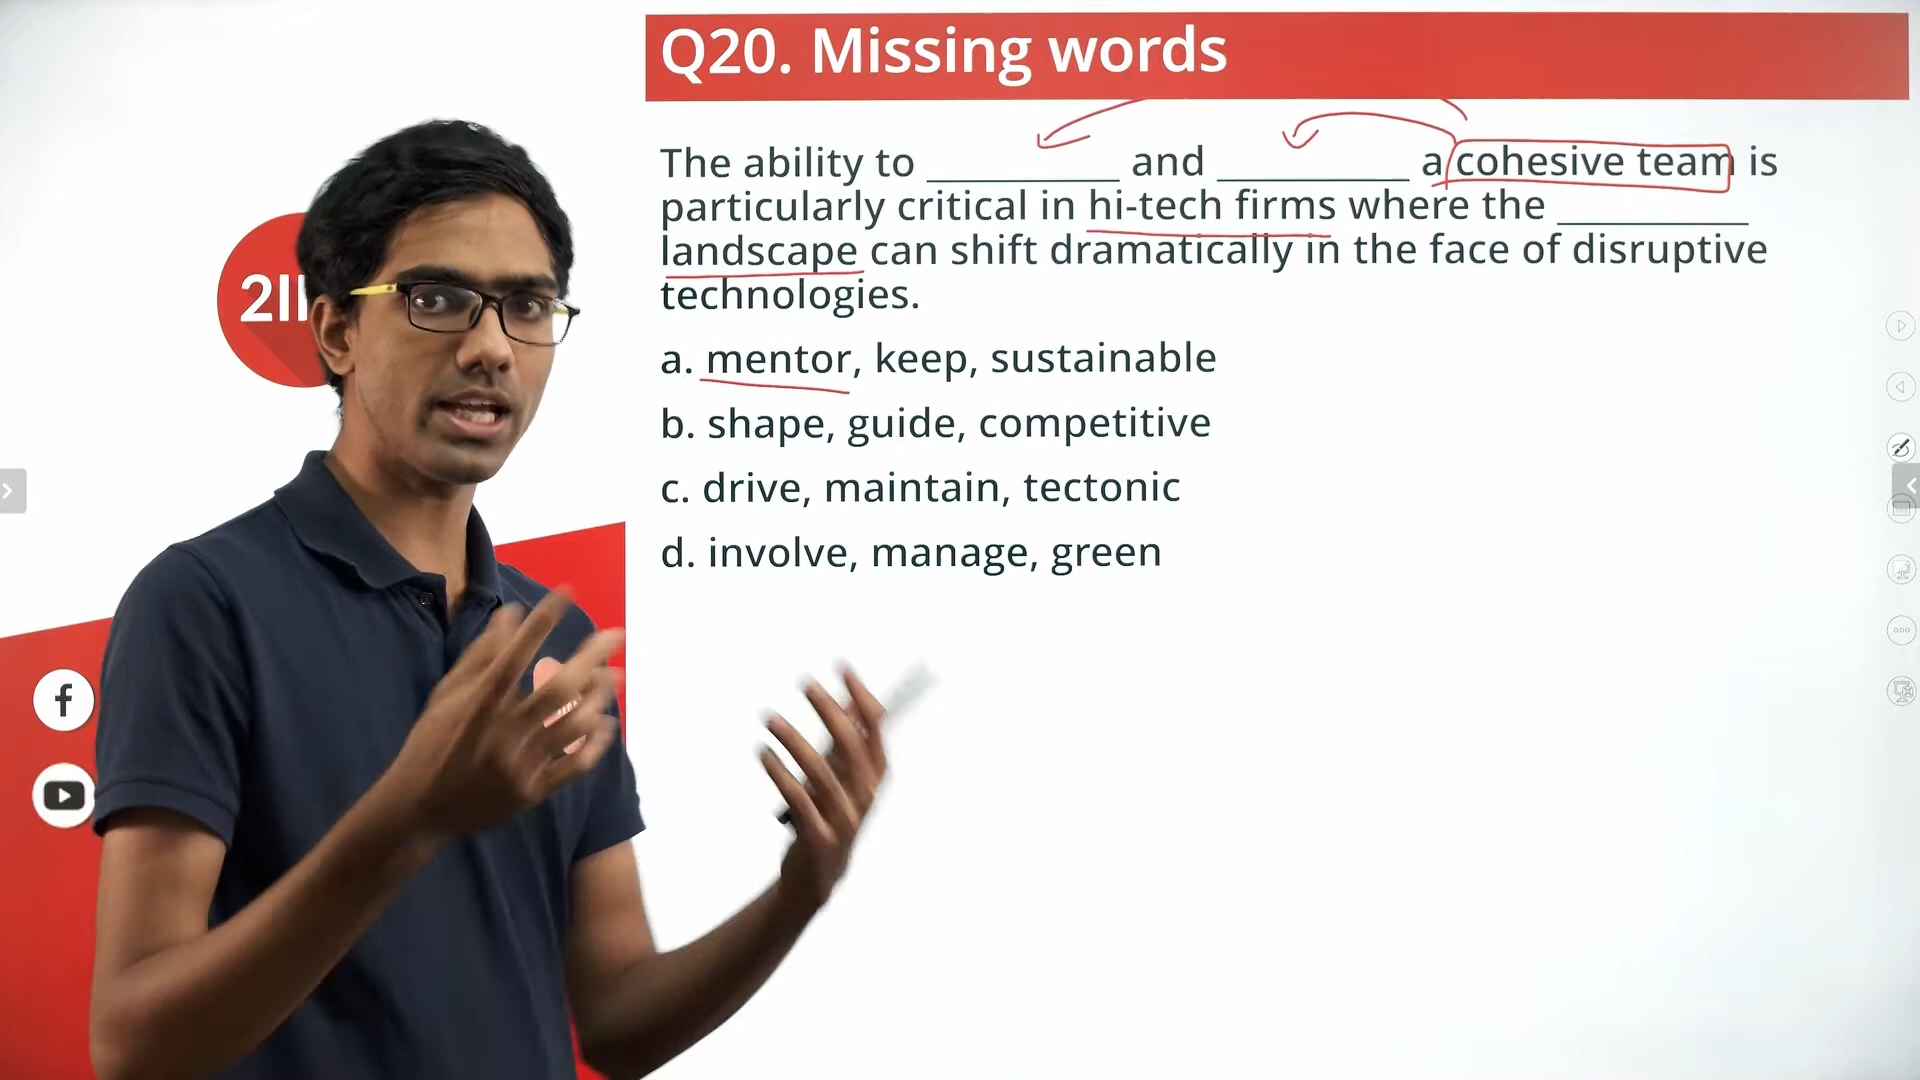 Q20. Missing words
The ability to __________ and __________ a cohesive team is
particularly critical in hi-tech firms where the __________
landscape can shift dramatically in the face of disruptive
technologies.
a. mentor, keep, sustainable
b. shape, guide, competitive
c. drive, maintain, tectonic
d. involve, manage, green
2II
f